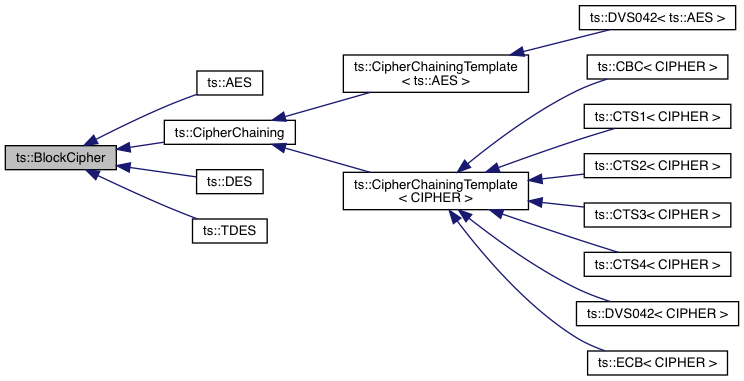 ts::BlockCipher
ts::AES
ts::CipherChaining
ts::DES
ts::TDES
ts::CipherChainingTemplate
< ts::AES >
ts::CipherChainingTemplate
< CIPHER >
ts::DVS042< ts::AES >
ts::CBC< CIPHER >
ts::CTS1< CIPHER >
ts::CTS2< CIPHER >
ts::CTS3< CIPHER >
ts::CTS4< CIPHER >
ts::DVS042< CIPHER >
ts::ECB< CIPHER >